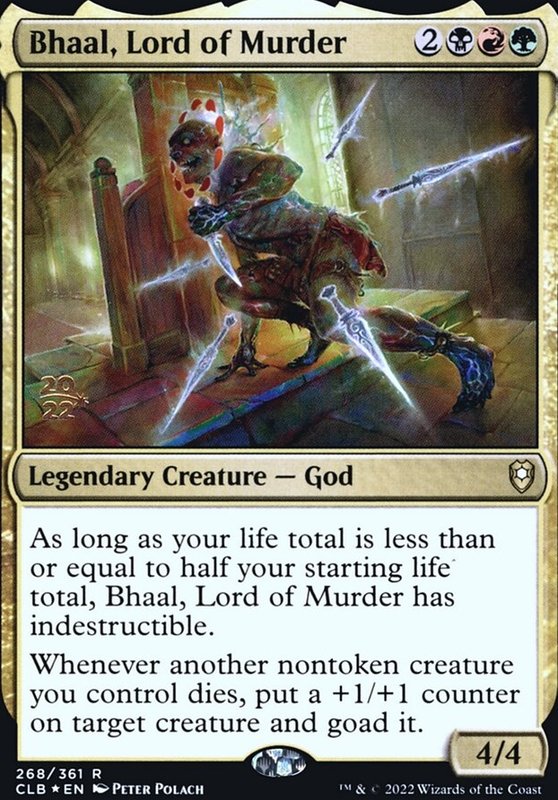 Bhaal, Lord of Murder 2
20
22
Legendary Creature — God
As long as your life total is less than
or equal to half your starting life
total, Bhaal, Lord of Murder has
indestructible.
Whenever another nontoken creature
you control dies, put a +1/+1 counter
on target creature and goad it.
4/4
268/361 R
CLB ★ EN Peter Polach
™ & © 2022 Wizards of the Coast